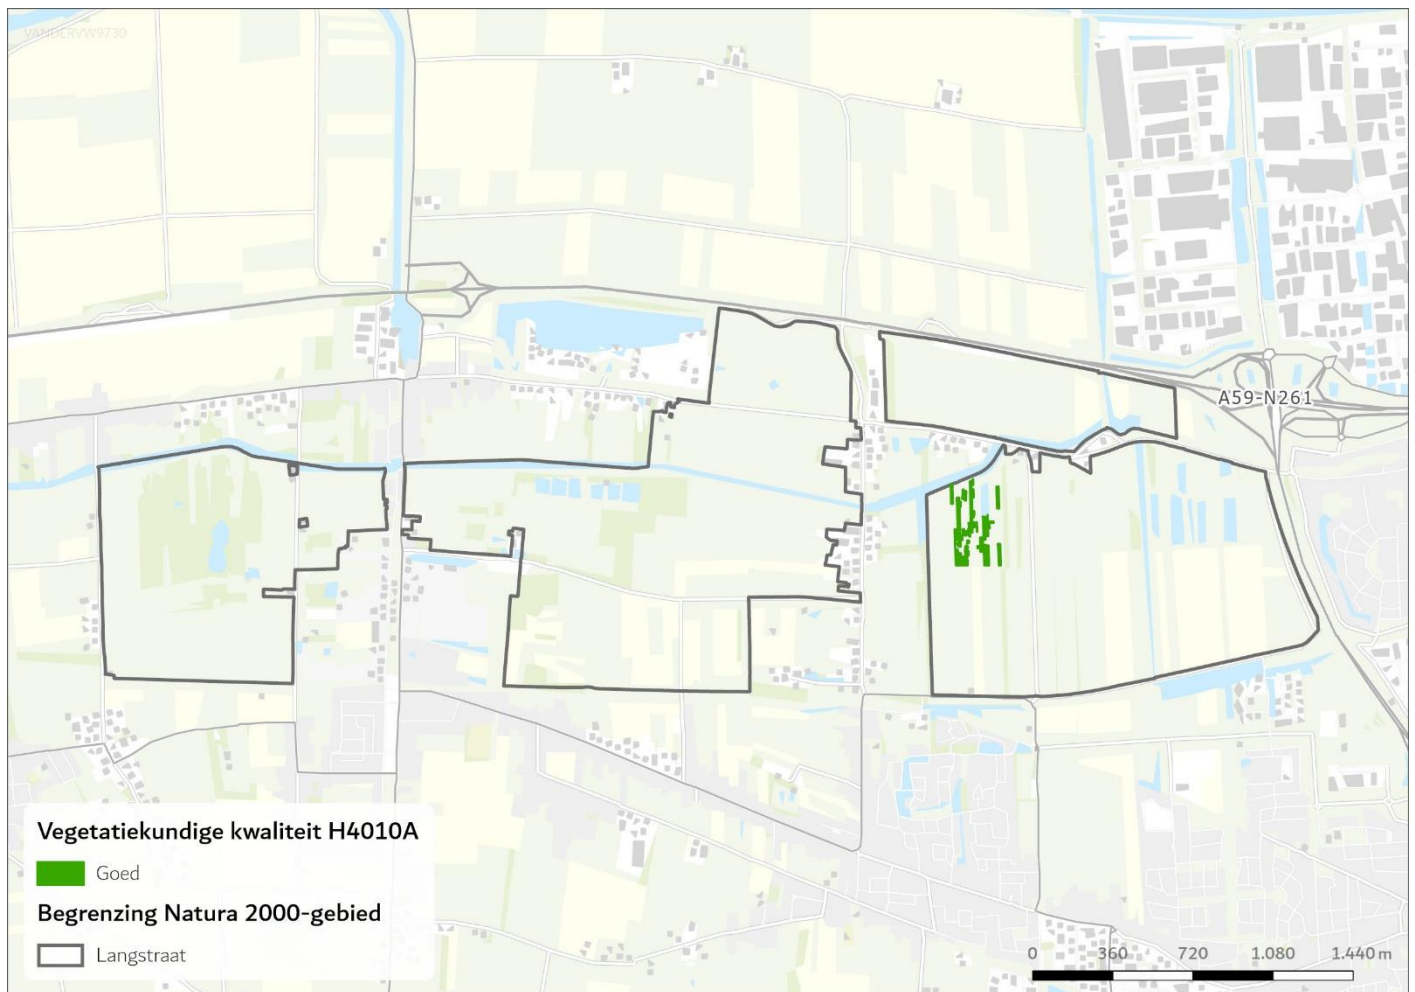 VANDERVW9730
A59-N261
Vegetatiekundige kwaliteit H4010A
Goed
Begrenzing Natura 2000-gebied
Langstraat
0 360 720 1.080 1.440 m